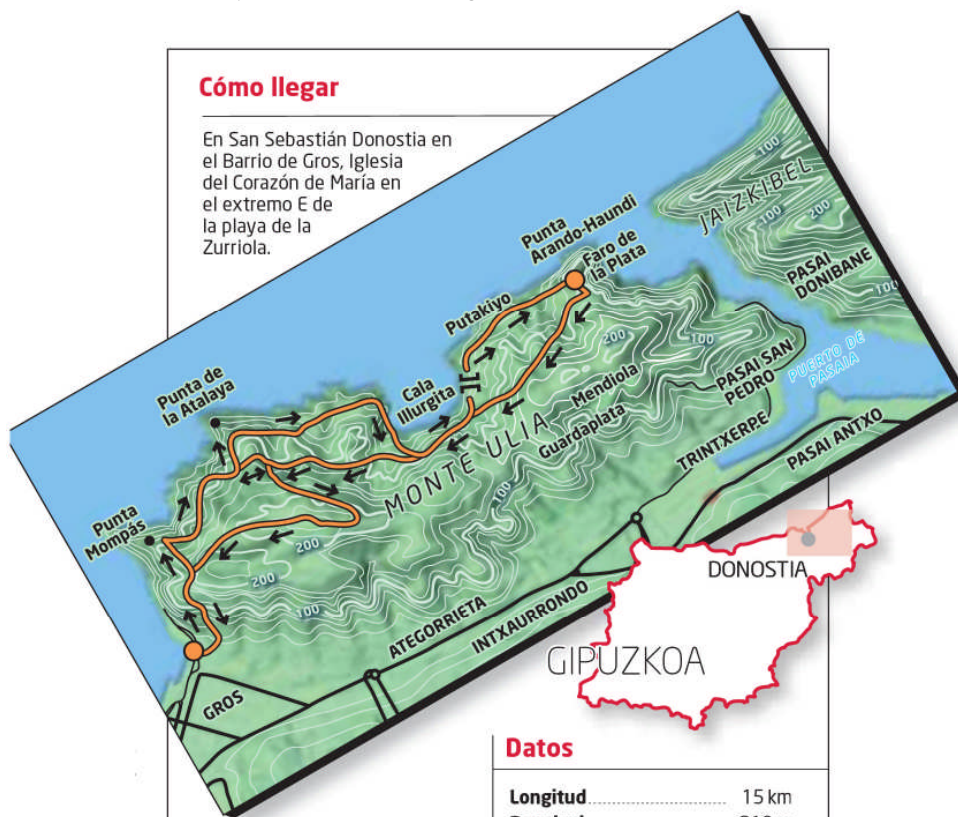 Cómo llegar
En San Sebastián Donostia en
el Barrio de Gros, Iglesia
del Corazón de María en
el extremo E de
la playa de la
Zurriola.
JAIZKIBEL
100
100
200
100
PASAI
DONIBANE
Punta
Arando-Haundi
Faro de
la Plata
Putakiyo
PUERTO DE
PASAIA
PASAI SAN
PEDRO
200
100
Cala
Illurgita
Mendiola
Guardaplata
MONTE ULIA
TRINTXERPE
PASAI ANTXO
Punta de
la Atalaya
Punta
Mompás
100
200
200
100
ATEGORRIETA
INTXAURRONDO
GROS
DONOSTIA
GIPUZKOA
Datos
Longitud 15 km